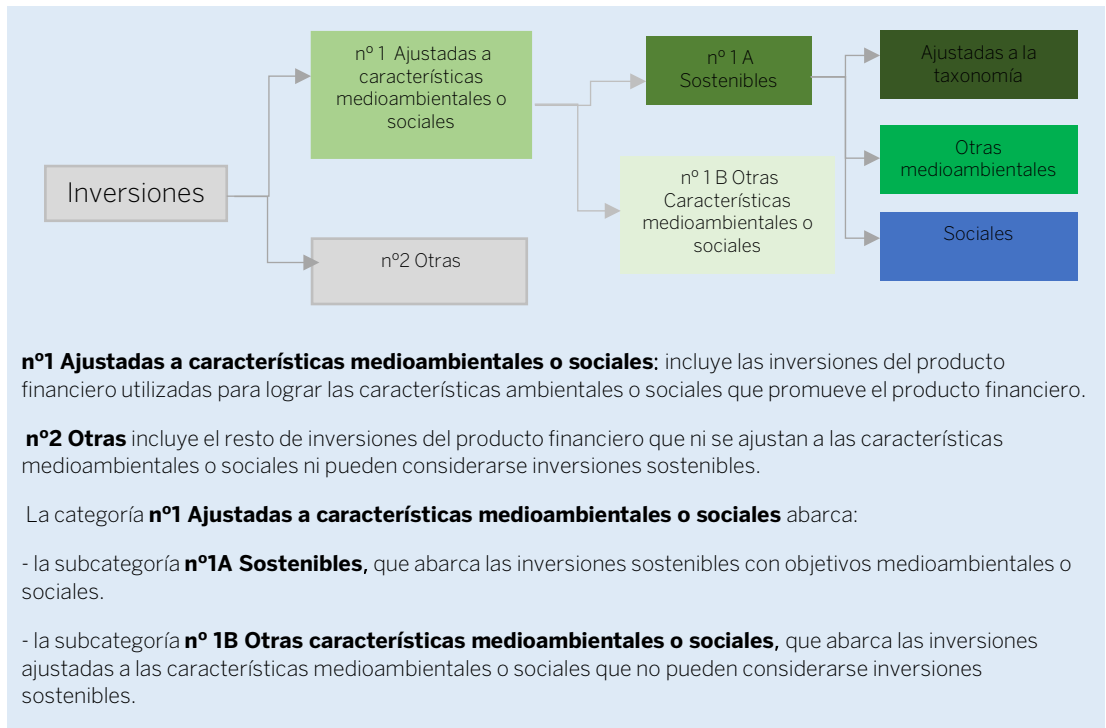 nº 1 Ajustadas a
características
medioambientales o
sociales
nº 1 A
Sostenibles
Ajustadas a la
taxonomía
Otras
medioambientales
Inversiones
nº 1 B Otras
Características
medioambientales o
sociales
Sociales
nº2 Otras
nº1 Ajustadas a características medioambientales o sociales: incluye las inversiones del producto
financiero utilizadas para lograr las características ambientales o sociales que promueve el producto financiero.
nº2 Otras incluye el resto de inversiones del producto financiero que ni se ajustan a las características
medioambientales o sociales ni pueden considerarse inversiones sostenibles.
La categoría nº1 Ajustadas a características medioambientales o sociales abarca:
- la subcategoría nº1A Sostenibles, que abarca las inversiones sostenibles con objetivos medioambientales o
sociales.
- la subcategoría nº 1B Otras características medioambientales o sociales, que abarca las inversiones
ajustadas a las características medioambientales o sociales que no pueden considerarse inversiones
sostenibles.